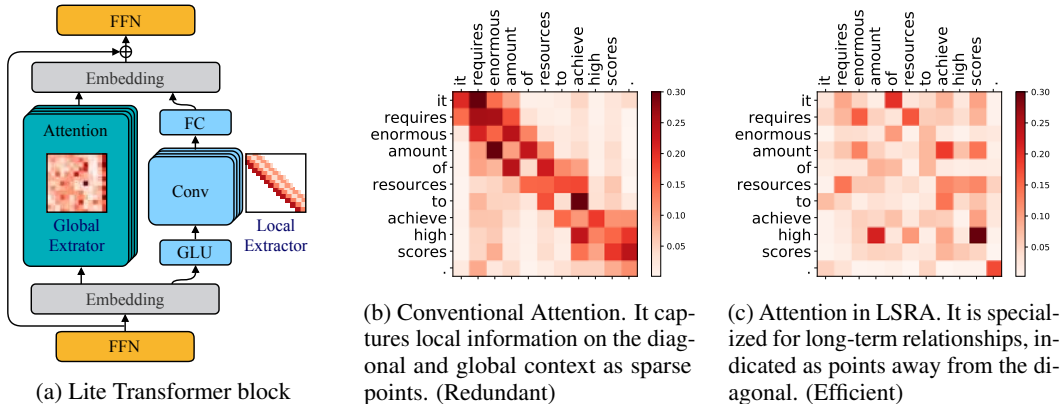 FFN
Embedding
Attention
Global
Extrator
FC
Conv
GLU
Local
Extractor
Embedding
FFN
(a) Lite Transformer block
it
requires
enormous
amount
of
resources
to
achieve
high
scores
.
it
requires
enormous
amount
of
resources
to
achieve
high
scores
.
0.30
0.25
0.20
0.15
0.10
0.05
(b) Conventional Attention. It cap-
tures local information on the diag-
onal and global context as sparse
points. (Redundant)
it
requires
enormous
amount
of
resources
to
achieve
high
scores
.
it
requires
enormous
amount
of
resources
to
achieve
high
scores
.
0.30
0.25
0.20
0.15
0.10
0.05
(c) Attention in LSRA. It is special-
ized for long-term relationships, in-
dicated as points away from the di-
agonal. (Efficient)